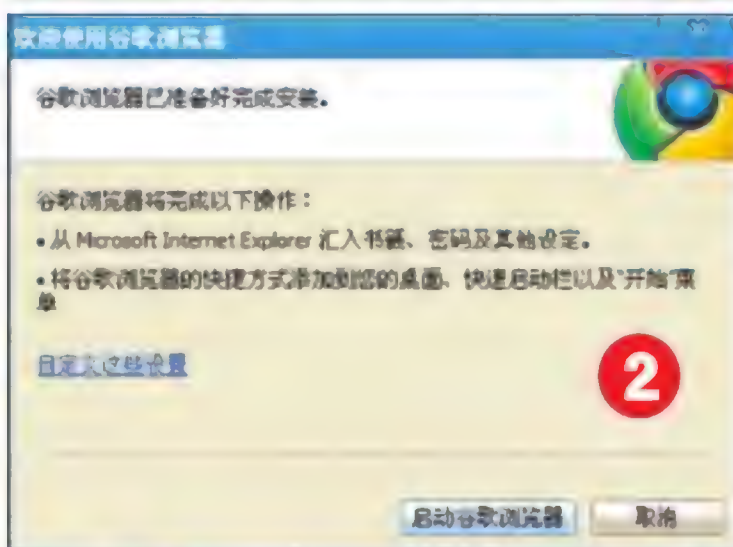 欢迎使用谷歌浏览器
谷歌浏览器已准备好完成安装。
谷歌浏览器将完成以下操作：
•从 Microsoft Internet Explorer 汇入书签、密码及其他设定。
•将谷歌浏览器的快捷方式添加到您的桌面、快速启动栏以及“开始”菜
单
自定义这些设置
2
启动谷歌浏览器 取消